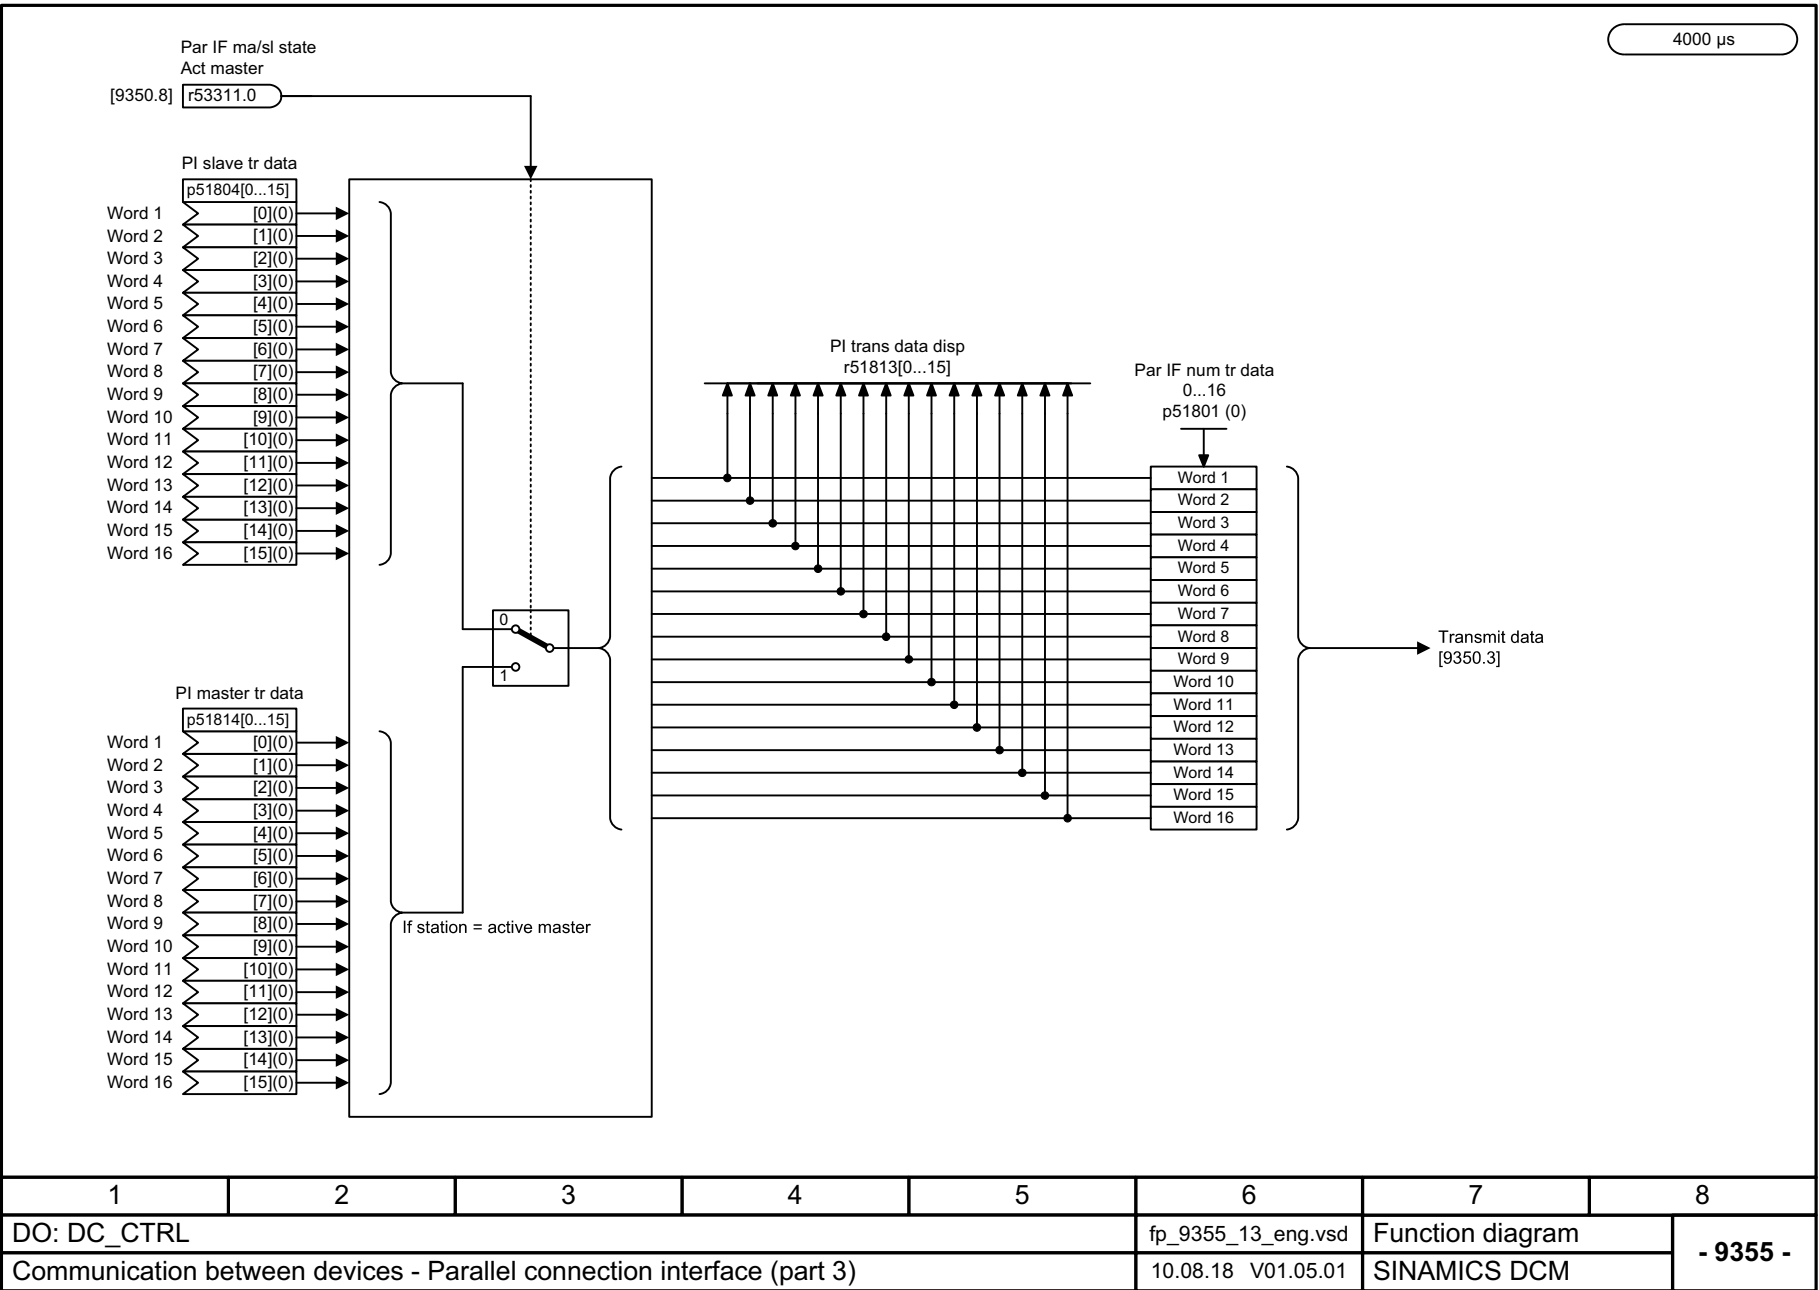 4000 µs
Par IF ma/sl state
Act master
[9350.8] r53311.0
PI slave tr data
p51804[0...15]
Word 1 [0](0)
Word 2 [1](0)
Word 3 [2](0)
Word 4 [3](0)
Word 5 [4](0)
Word 6 [5](0)
Word 7 [6](0)
Word 8 [7](0)
Word 9 [8](0)
Word 10 [9](0)
Word 11 [10](0)
Word 12 [11](0)
Word 13 [12](0)
Word 14 [13](0)
Word 15 [14](0)
Word 16 [15](0)
0
1
PI master tr data
p51814[0...15]
Word 1 [0](0)
Word 2 [1](0)
Word 3 [2](0)
Word 4 [3](0)
Word 5 [4](0)
Word 6 [5](0)
Word 7 [6](0)
Word 8 [7](0)
Word 9 [8](0)
Word 10 [9](0)
Word 11 [10](0)
Word 12 [11](0)
Word 13 [12](0)
Word 14 [13](0)
Word 15 [14](0)
Word 16 [15](0)
If station = active master
PI trans data disp
r51813[0...15]
Par IF num tr data
0...16
p51801 (0)
Word 1
Word 2
Word 3
Word 4
Word 5
Word 6
Word 7
Word 8
Word 9
Word 10
Word 11
Word 12
Word 13
Word 14
Word 15
Word 16
Transmit data
[9350.3]
1 2 3 4 5 6 7 8
DO: DC_CTRL
fp_9355_13_eng.vsd
Function diagram
- 9355 -
Communication between devices - Parallel connection interface (part 3)
10.08.18 V01.05.01
SINAMICS DCM